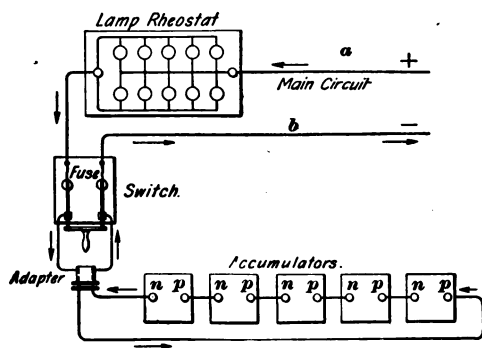 Lamp Rheostat
a
+
Main Circuit
b
−
Fuse
Switch.
Adapter
Accumulators.
n p n p n p n p n p